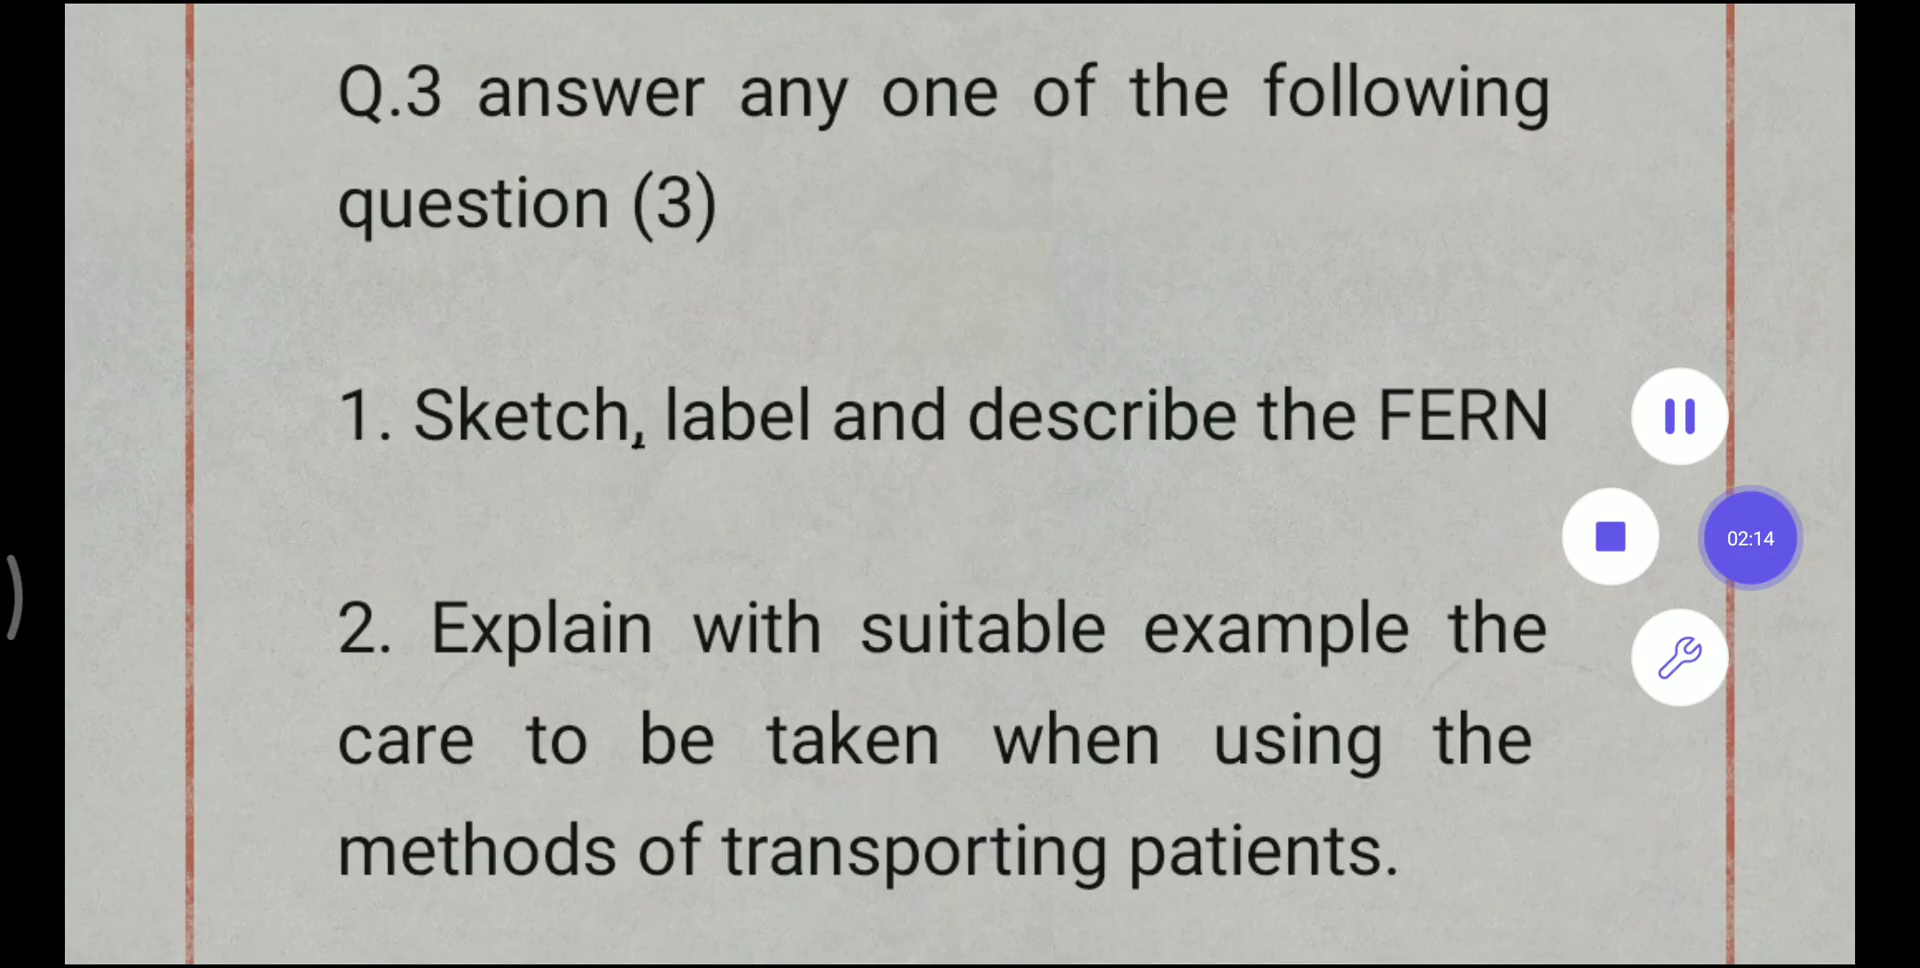 Q.3 answer any one of the following
question (3)
1. Sketch, label and describe the FERN
2. Explain with suitable example the
care to be taken when using the
methods of transporting patients.
02:14